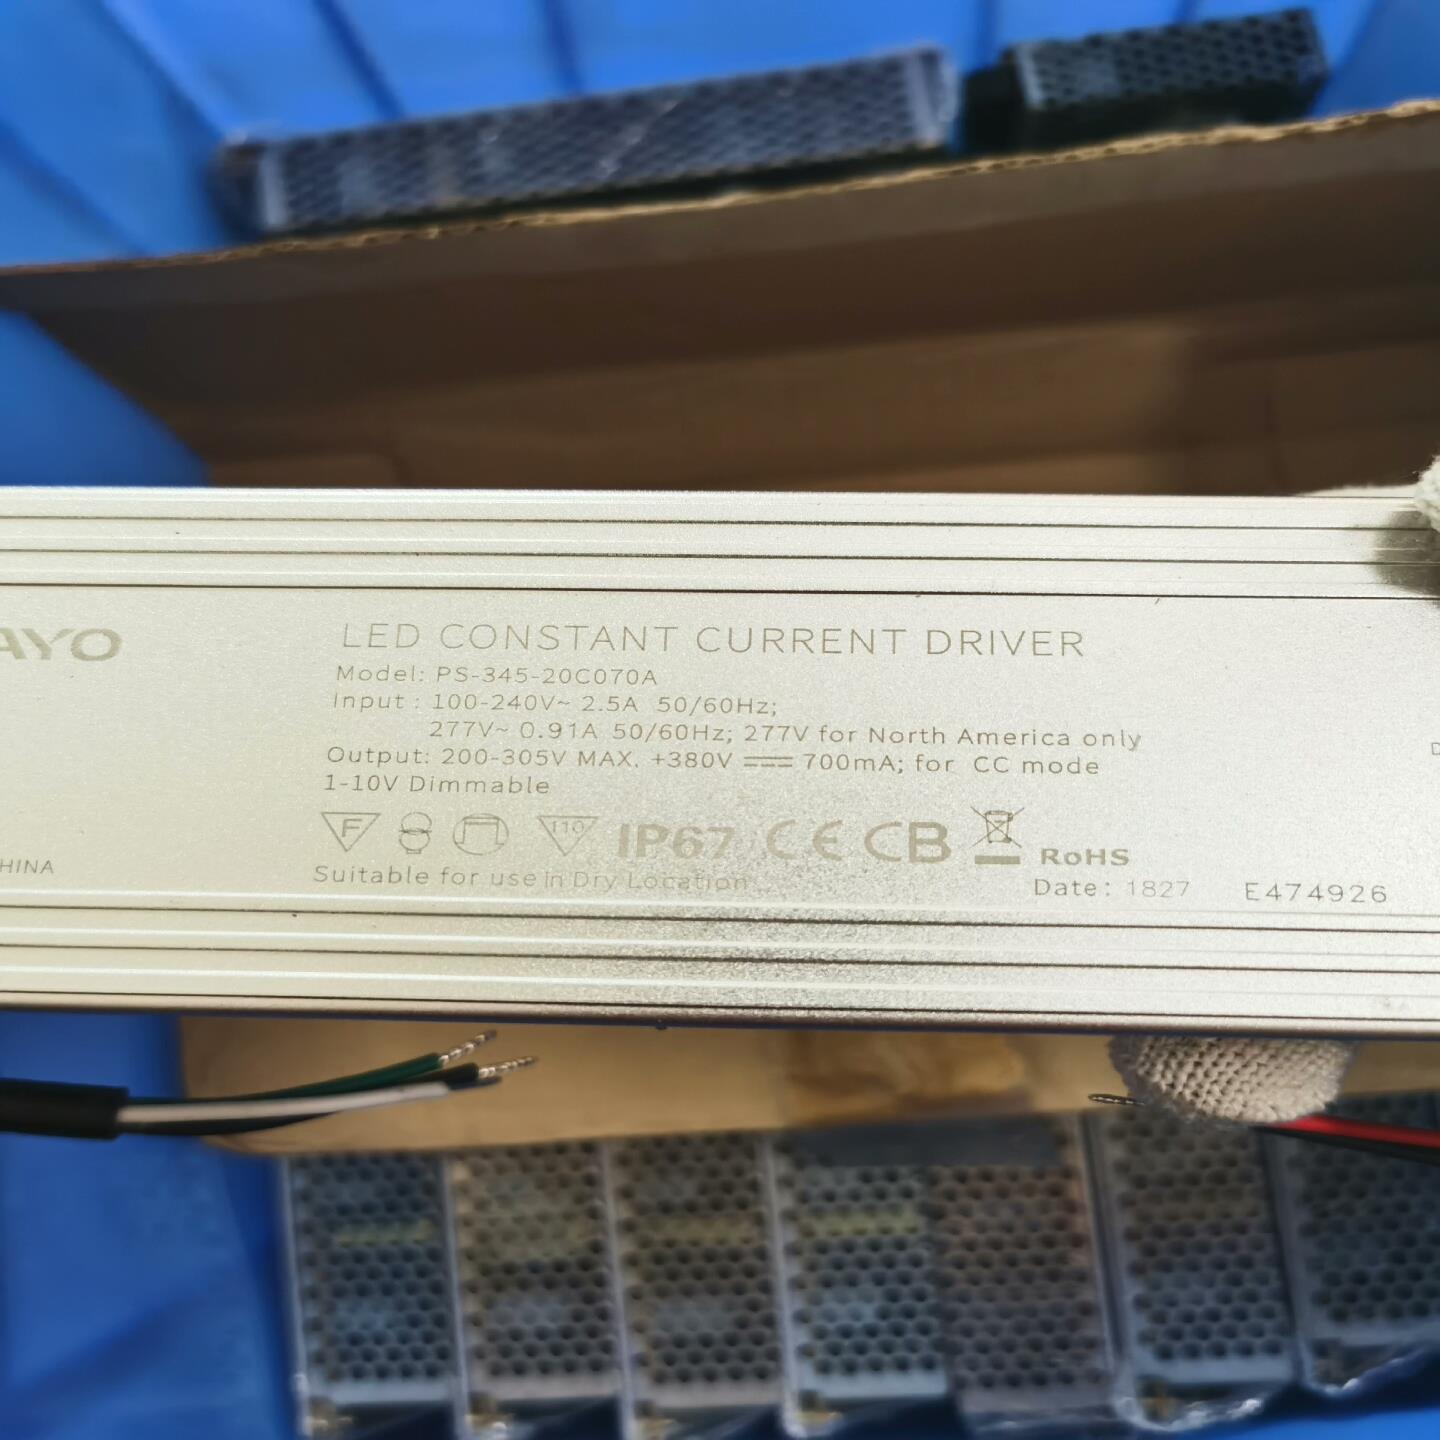 AYO
LED CONSTANT CURRENT DRIVER
Model: PS-345-20C070A
Input : 100-240V~ 2.5A 50/60Hz;
277V~ 0.91A 50/60Hz; 277V for North America only
Output: 200-305V MAX. +380V ⎓ 700mA; for CC mode
1-10V Dimmable
F T10 IP67 CE CB RoHS
HINA
Suitable for use in Dry Location
Date: 1827 E474926
D